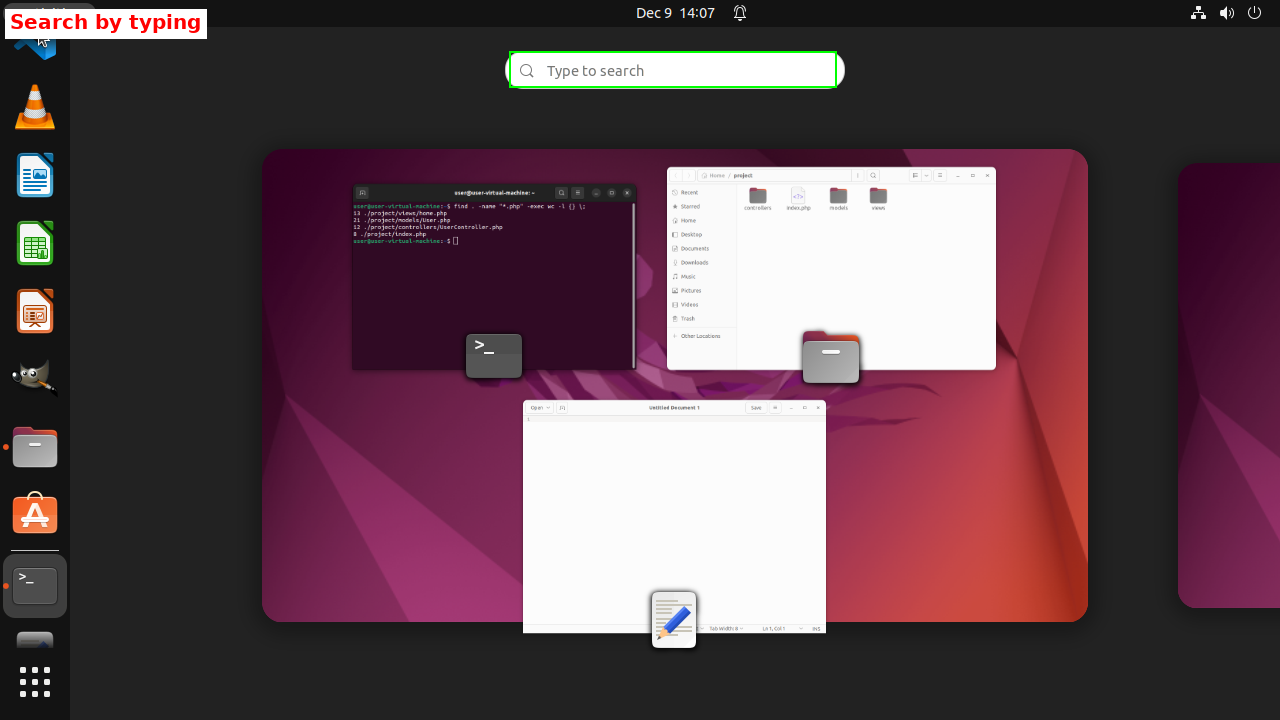 Search by typing
Dec 9 14:07
Type to search
user@user-virtual-machine: ~
user@user-virtual-machine:~$ find . -name "*.php" -exec wc -l {} \;
13 ./project/views/home.php
21 ./project/models/User.php
12 ./project/controllers/UserController.php
8 ./project/index.php
user@user-virtual-machine:~$
Home / project
Recent
Starred
Home
Desktop
Documents
Downloads
Music
Pictures
Videos
Trash
Other Locations
controllers
index.php
models
views
Open
Untitled Document 1
Save
1
Tab Width: 8
Ln 1, Col 1
INS